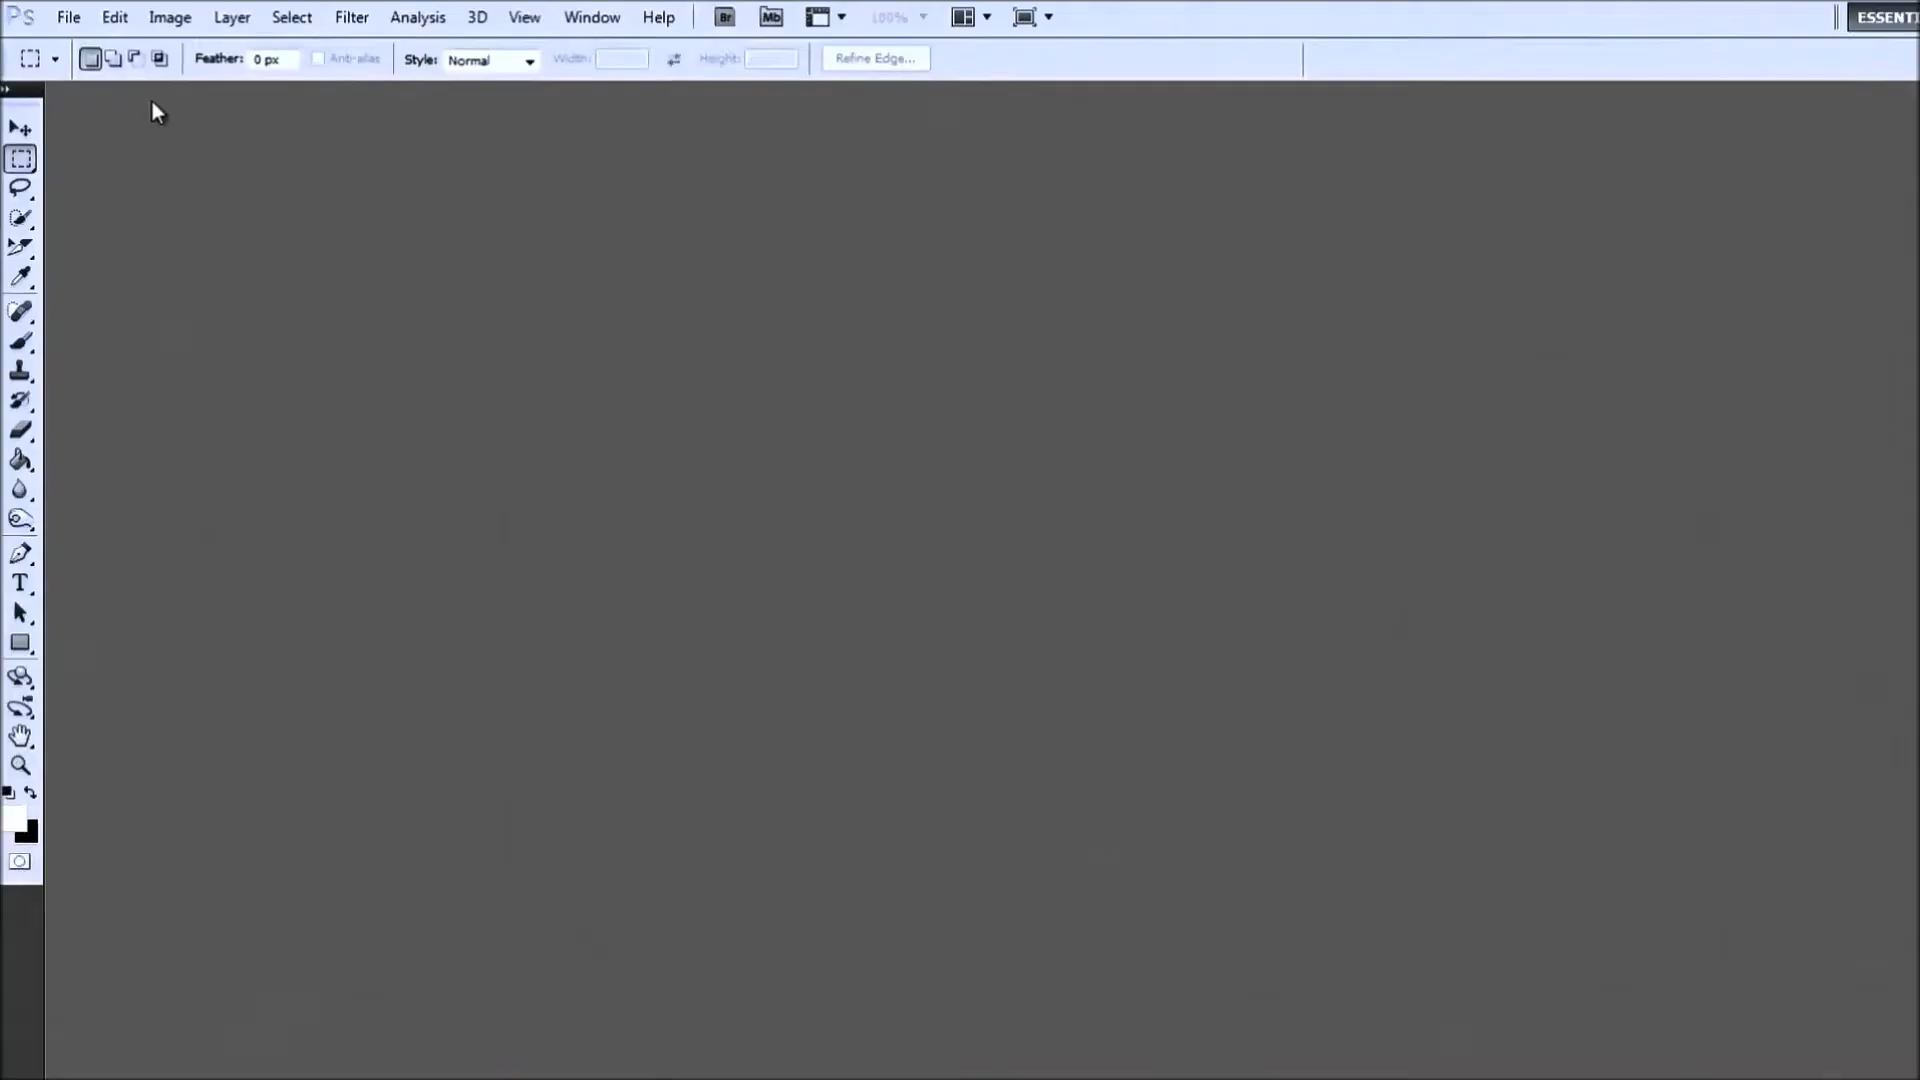 Ps File Edit Image Layer Select Filter Analysis 3D View Window Help Br Mb 100% ESSENTI
Feather: 0 px Anti-alias Style: Normal Width: Height: Refine Edge...
T